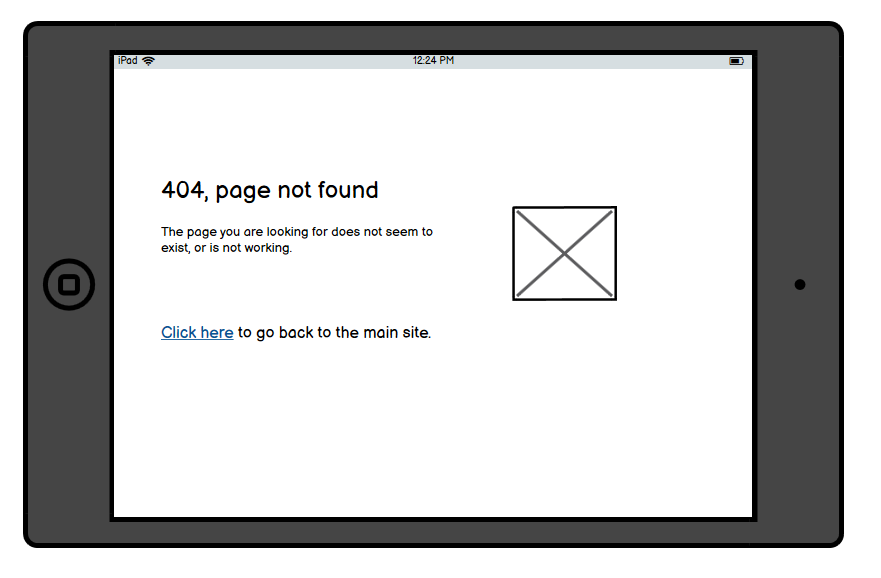 iPad 12:24 PM
404, page not found
The page you are looking for does not seem to
exist, or is not working.
Click here to go back to the main site.